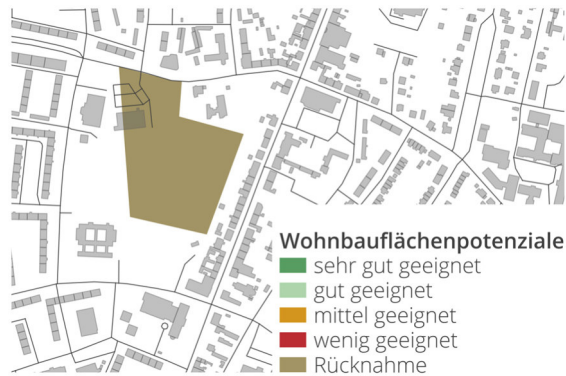 Wohnbauflächenpotenziale
sehr gut geeignet
gut geeignet
mittel geeignet
wenig geeignet
Rücknahme